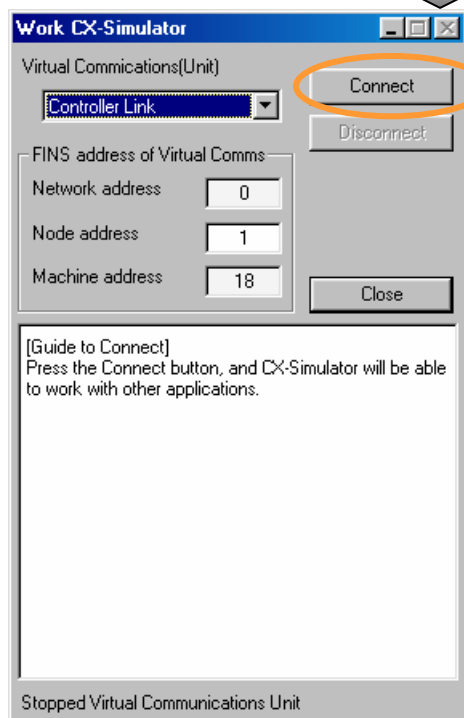 Work CX-Simulator
Virtual Commications(Unit)
Controller Link
Connect
Disconnect
FINS address of Virtual Comms
Network address 0
Node address 1
Machine address 18
Close
[Guide to Connect]
Press the Connect button, and CX-Simulator will be able
to work with other applications.
Stopped Virtual Communications Unit